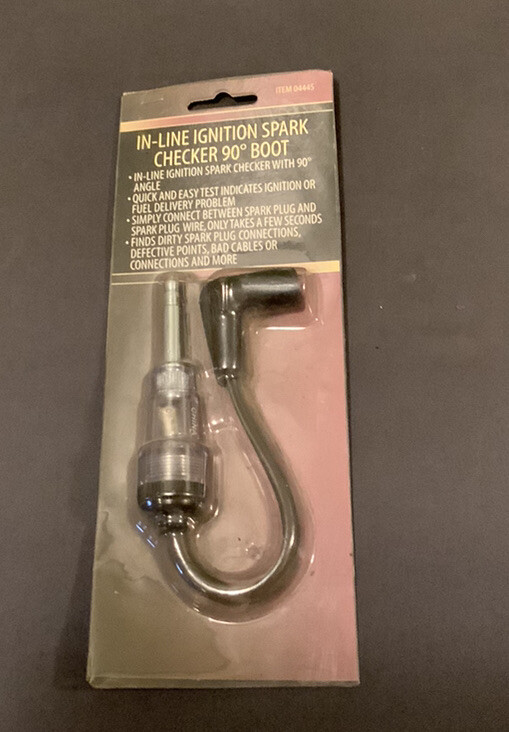 ITEM 04445
IN-LINE IGNITION SPARK
CHECKER 90° BOOT
• IN-LINE IGNITION SPARK CHECKER WITH 90°
ANGLE
• QUICK AND EASY TEST INDICATES IGNITION OR
FUEL DELIVERY PROBLEM
• SIMPLY CONNECT BETWEEN SPARK PLUG AND
SPARK PLUG WIRE, ONLY TAKES A FEW SECONDS
• FINDS DIRTY SPARK PLUG CONNECTIONS,
DEFECTIVE POINTS, BAD CABLES OR
CONNECTIONS AND MORE